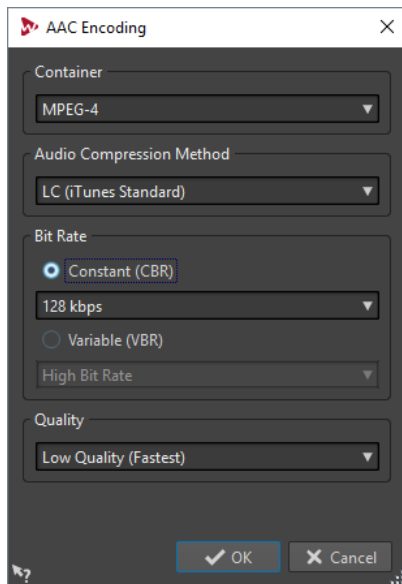 AAC Encoding
Container
MPEG-4
Audio Compression Method
LC (iTunes Standard)
Bit Rate
Constant (CBR)
128 kbps
Variable (VBR)
High Bit Rate
Quality
Low Quality (Fastest)
OK
Cancel
?